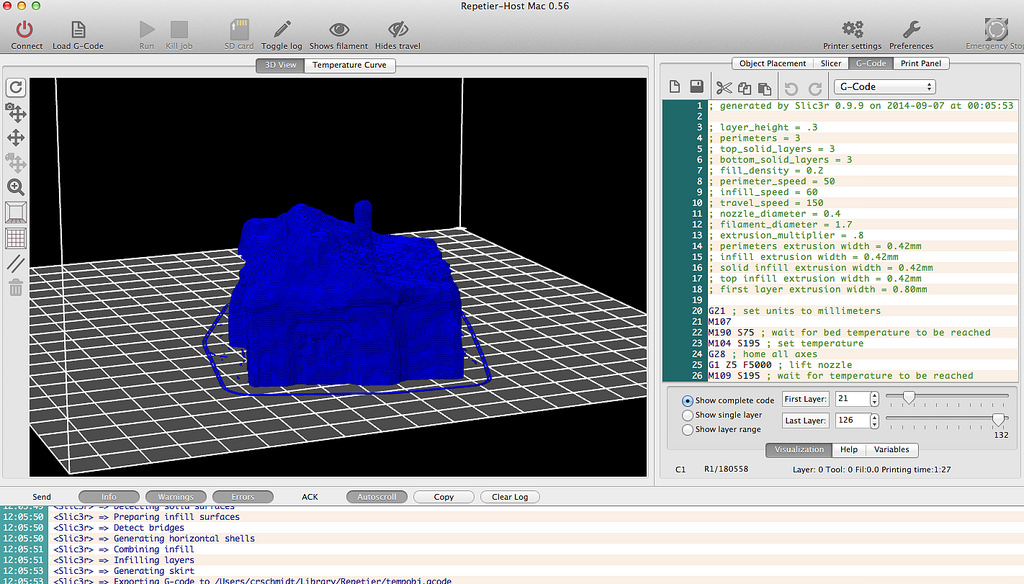 Repetier-Host Mac 0.56
Connect Load G-Code Run Kill job SD card Toggle log Shows filament Hides travel Printer settings Preferences Emergency Stop
3D View Temperature Curve
Object Placement Slicer G-Code Print Panel
G-Code
1 ; generated by Slic3r 0.9.9 on 2014-09-07 at 00:05:53
2
3 ; layer_height = .3
4 ; perimeters = 3
5 ; top_solid_layers = 3
6 ; bottom_solid_layers = 3
7 ; fill_density = 0.2
8 ; perimeter_speed = 50
9 ; infill_speed = 60
10 ; travel_speed = 150
11 ; nozzle_diameter = 0.4
12 ; filament_diameter = 1.7
13 ; extrusion_multiplier = .8
14 ; perimeters extrusion width = 0.42mm
15 ; infill extrusion width = 0.42mm
16 ; solid infill extrusion width = 0.42mm
17 ; top infill extrusion width = 0.42mm
18 ; first layer extrusion width = 0.80mm
19
20 G21 ; set units to millimeters
21 M107
22 M190 S75 ; wait for bed temperature to be reached
23 M104 S195 ; set temperature
24 G28 ; home all axes
25 G1 Z5 F5000 ; lift nozzle
26 M109 S195 ; wait for temperature to be reached
Show complete code First Layer: 21
Show single layer Last Layer: 126
Show layer range
132
Visualization Help Variables
C1 R1/180558 Layer: 0 Tool: 0 Fil:0.0 Printing time:1:27
Send Info Warnings Errors ACK Autoscroll Copy Clear Log
12:05:49 <Slic3r> => Detecting solid surfaces
12:05:50 <Slic3r> => Preparing infill surfaces
12:05:50 <Slic3r> => Detect bridges
12:05:50 <Slic3r> => Generating horizontal shells
12:05:51 <Slic3r> => Combining infill
12:05:51 <Slic3r> => Infilling layers
12:05:53 <Slic3r> => Generating skirt
12:05:53 <Slic3r> => Exporting G-code to /Users/crschmidt/Library/Repetier/tempobj.gcode